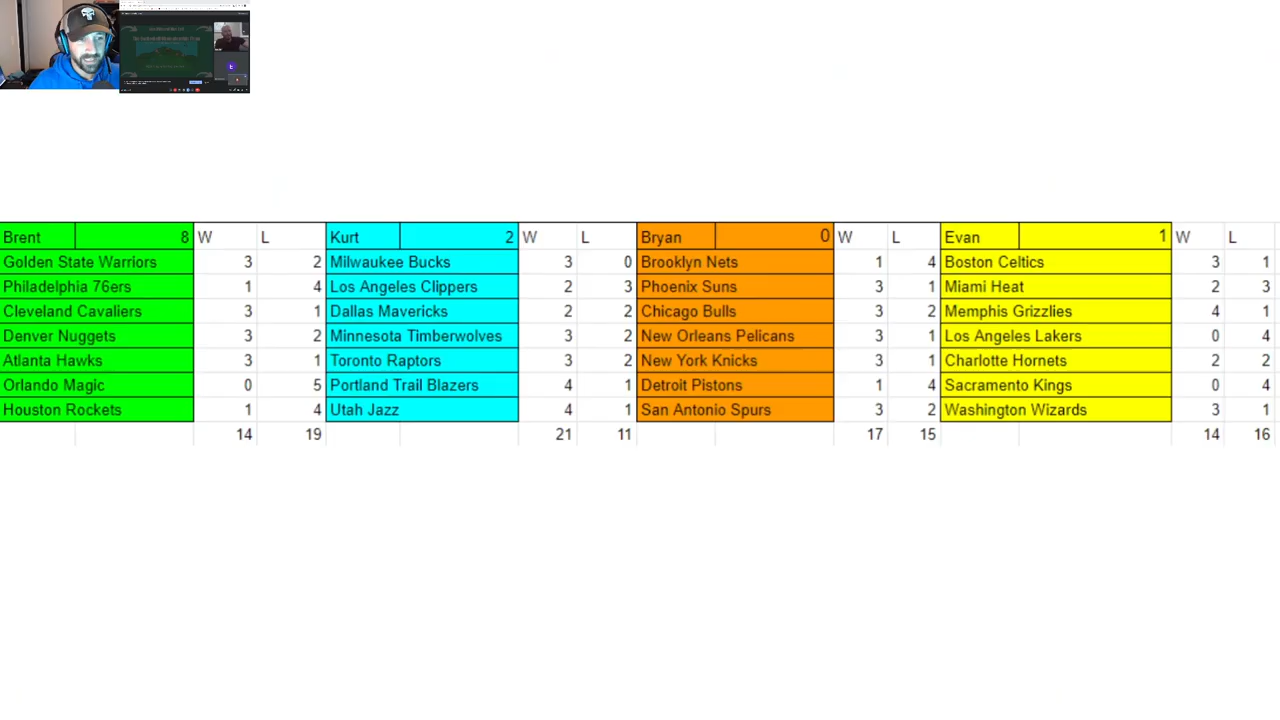 Brent 8 W L Kurt 2 W L Bryan 0 W L Evan 1 W L
Golden State Warriors 3 2 Milwaukee Bucks 3 0 Brooklyn Nets 1 4 Boston Celtics 3 1
Philadelphia 76ers 1 4 Los Angeles Clippers 2 3 Phoenix Suns 3 1 Miami Heat 2 3
Cleveland Cavaliers 3 1 Dallas Mavericks 2 2 Chicago Bulls 3 2 Memphis Grizzlies 4 1
Denver Nuggets 3 2 Minnesota Timberwolves 3 2 New Orleans Pelicans 3 1 Los Angeles Lakers 0 4
Atlanta Hawks 3 1 Toronto Raptors 3 2 New York Knicks 3 1 Charlotte Hornets 2 2
Orlando Magic 0 5 Portland Trail Blazers 4 1 Detroit Pistons 1 4 Sacramento Kings 0 4
Houston Rockets 1 4 Utah Jazz 4 1 San Antonio Spurs 3 2 Washington Wizards 3 1
14 19 21 11 17 15 14 16